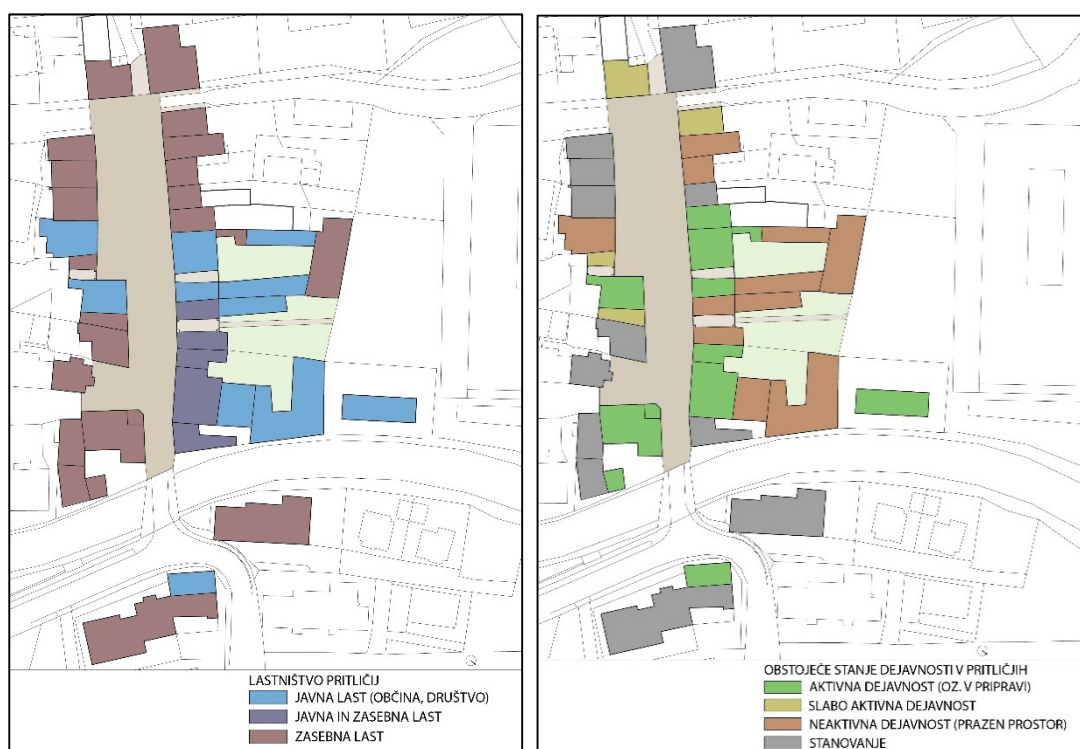 LASTNIŠTVO PRITLIČIJ
JAVNA LAST (OBČINA, DRUŠTVO)
JAVNA IN ZASEBNA LAST
ZASEBNA LAST
OBSTOJEČE STANJE DEJAVNOSTI V PRITLIČJIH
AKTIVNA DEJAVNOST (OZ. V PRIPRAVI)
SLABO AKTIVNA DEJAVNOST
NEAKTIVNA DEJAVNOST (PRAZEN PROSTOR)
STANOVANJE